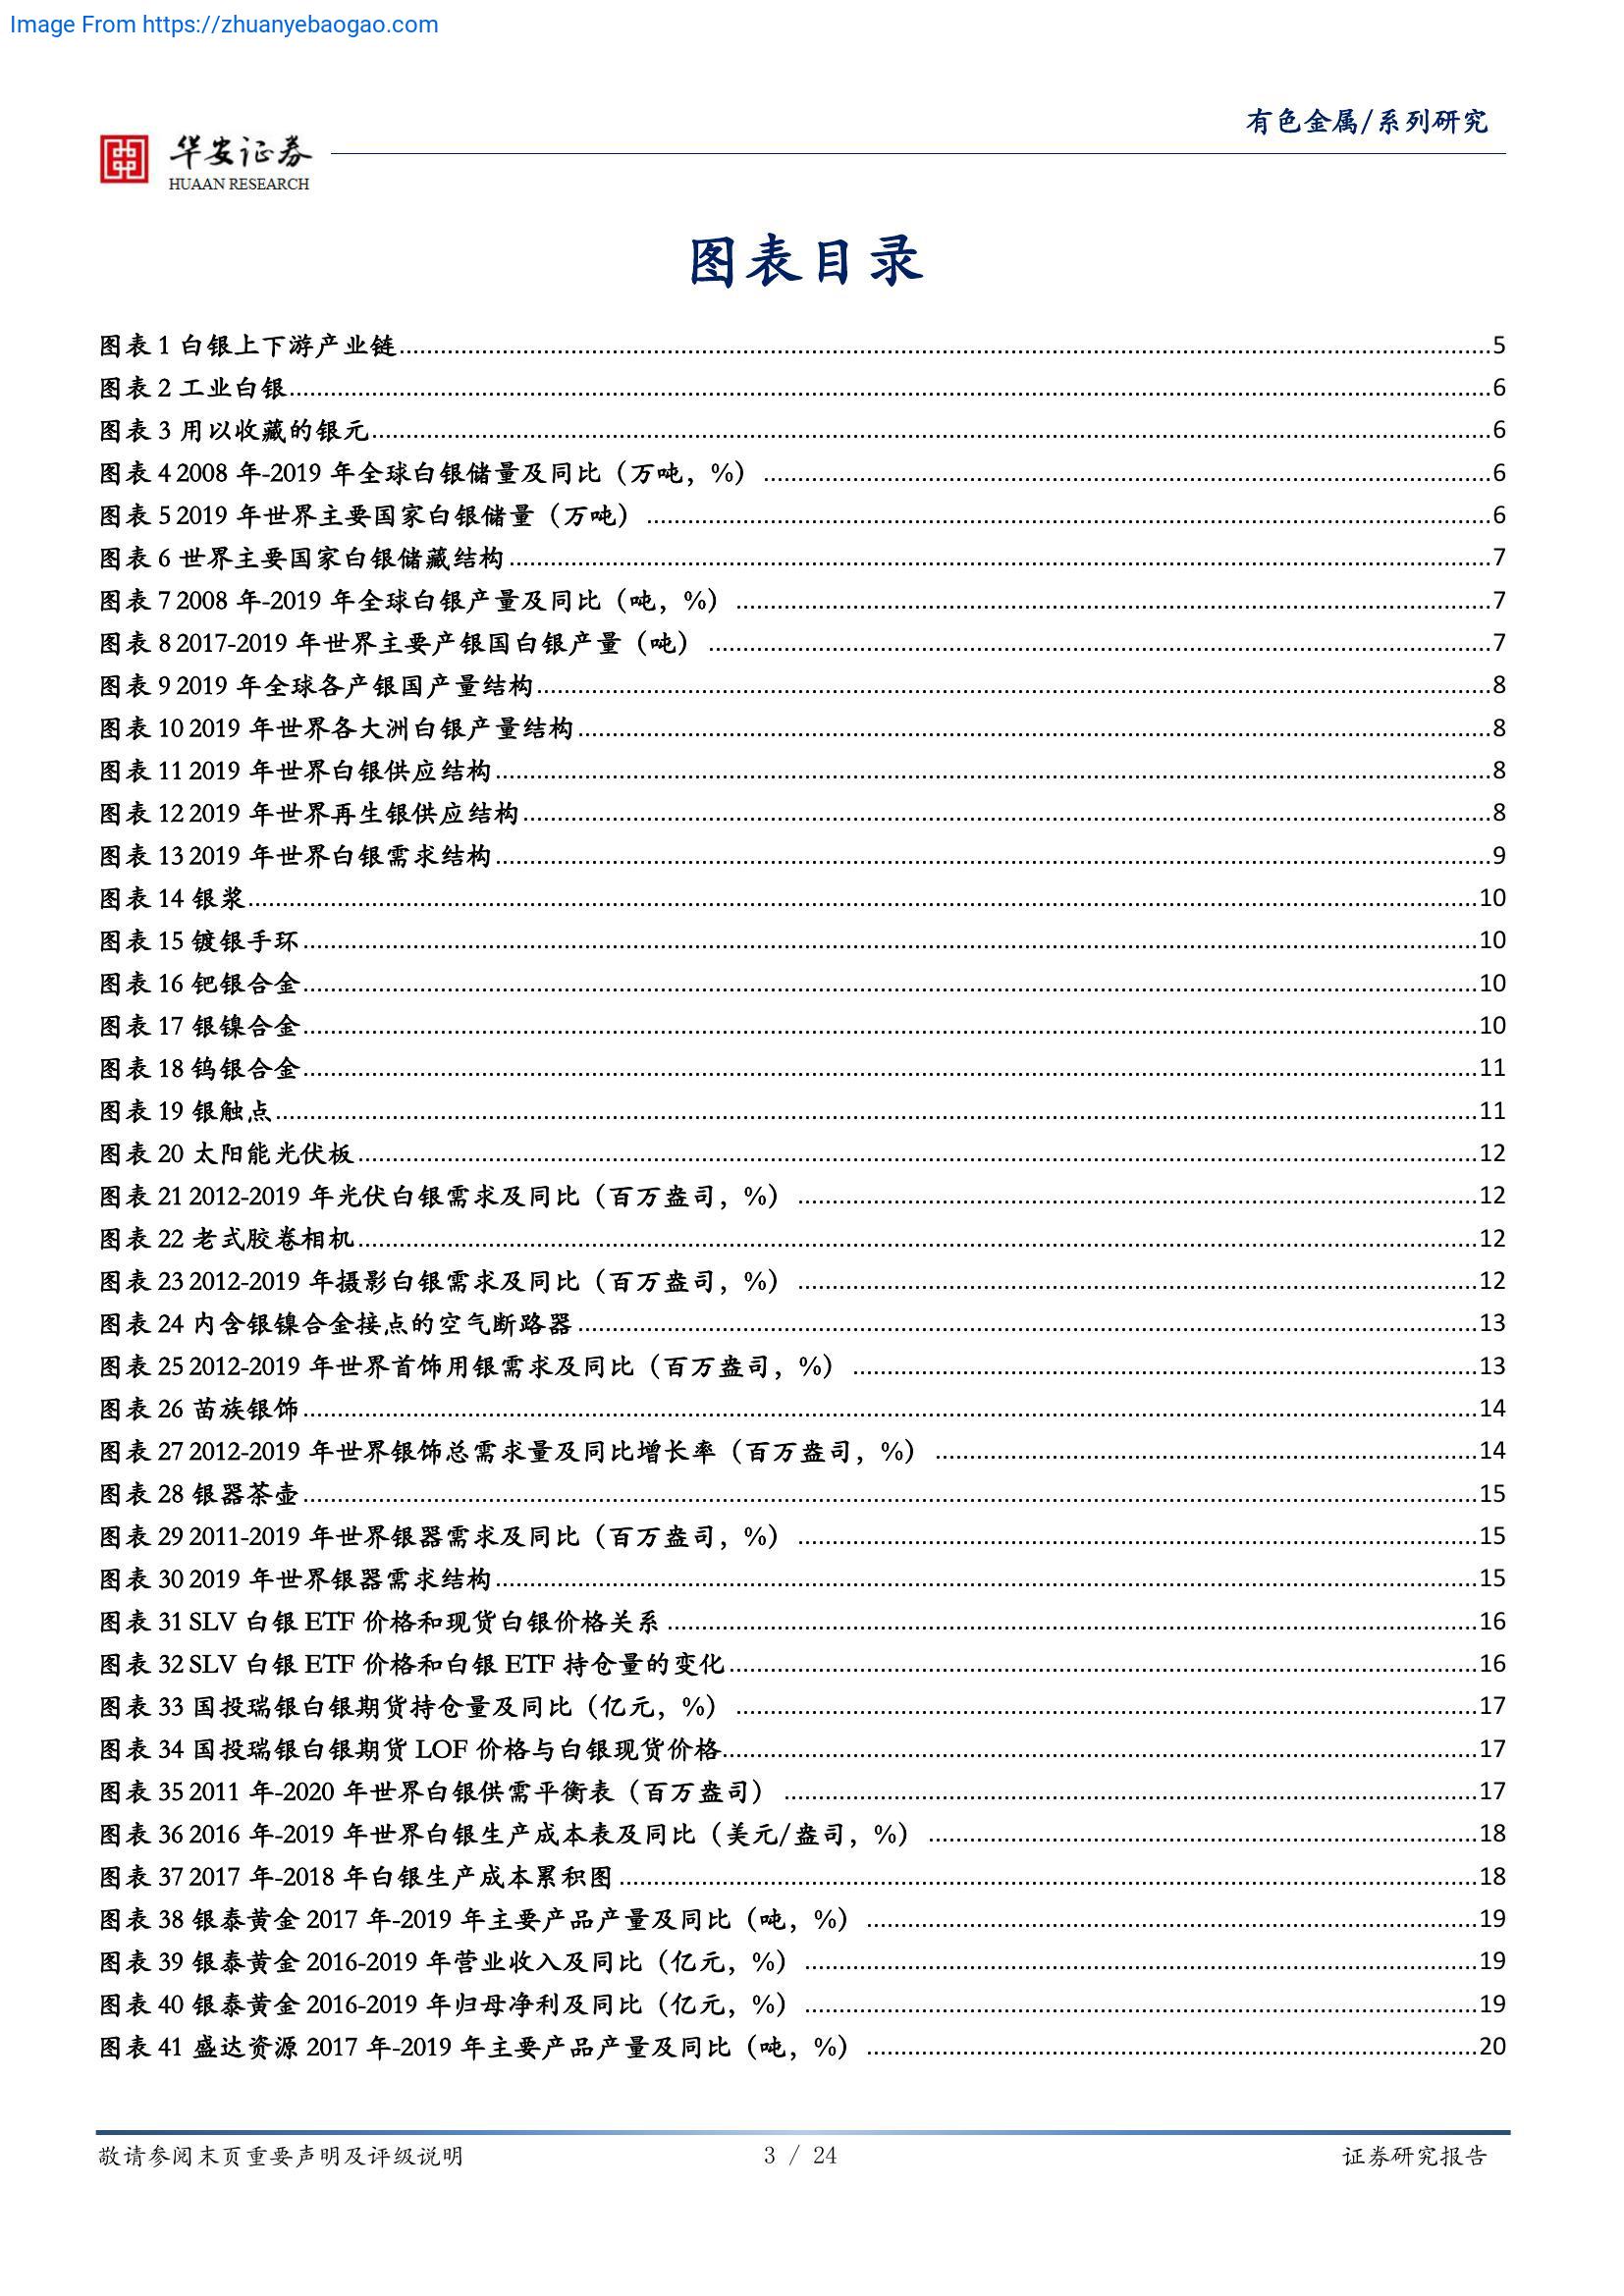 Image From https://zhuanyebaogao.com
有色金属/系列研究
华安证券
HUAAN RESEARCH
图表目录
图表 1 白银上下游产业链........5
图表 2 工业白银........6
图表 3 用以收藏的银元........6
图表 4 2008 年-2019 年全球白银储量及同比（万吨，%）........6
图表 5 2019 年世界主要国家白银储量（万吨）........6
图表 6 世界主要国家白银储藏结构........7
图表 7 2008 年-2019 年全球白银产量及同比（吨，%）........7
图表 8 2017-2019 年世界主要产银国白银产量（吨）........7
图表 9 2019 年全球各产银国产量结构........8
图表 10 2019 年世界各大洲白银产量结构........8
图表 11 2019 年世界白银供应结构........8
图表 12 2019 年世界再生银供应结构........8
图表 13 2019 年世界白银需求结构........9
图表 14 银浆........10
图表 15 镀银手环........10
图表 16 钯银合金........10
图表 17 银镍合金........10
图表 18 钨银合金........11
图表 19 银触点........11
图表 20 太阳能光伏板........12
图表 21 2012-2019 年光伏白银需求及同比（百万盎司，%）........12
图表 22 老式胶卷相机........12
图表 23 2012-2019 年摄影白银需求及同比（百万盎司，%）........12
图表 24 内含银镍合金接点的空气断路器........13
图表 25 2012-2019 年世界首饰用银需求及同比（百万盎司，%）........13
图表 26 苗族银饰........14
图表 27 2012-2019 年世界银饰总需求量及同比增长率（百万盎司，%）........14
图表 28 银器茶壶........15
图表 29 2011-2019 年世界银器需求及同比（百万盎司，%）........15
图表 30 2019 年世界银器需求结构........15
图表 31 SLV 白银 ETF 价格和现货白银价格关系........16
图表 32 SLV 白银 ETF 价格和白银 ETF 持仓量的变化........16
图表 33 国投瑞银白银期货持仓量及同比（亿元，%）........17
图表 34 国投瑞银白银期货 LOF 价格与白银现货价格........17
图表 35 2011 年-2020 年世界白银供需平衡表（百万盎司）........17
图表 36 2016 年-2019 年世界白银生产成本表及同比（美元/盎司，%）........18
图表 37 2017 年-2018 年白银生产成本累积图........18
图表 38 银泰黄金 2017 年-2019 年主要产品产量及同比（吨，%）........19
图表 39 银泰黄金 2016-2019 年营业收入及同比（亿元，%）........19
图表 40 银泰黄金 2016-2019 年归母净利及同比（亿元，%）........19
图表 41 盛达资源 2017 年-2019 年主要产品产量及同比（吨，%）........20
敬请参阅末页重要声明及评级说明
3 / 24
证券研究报告